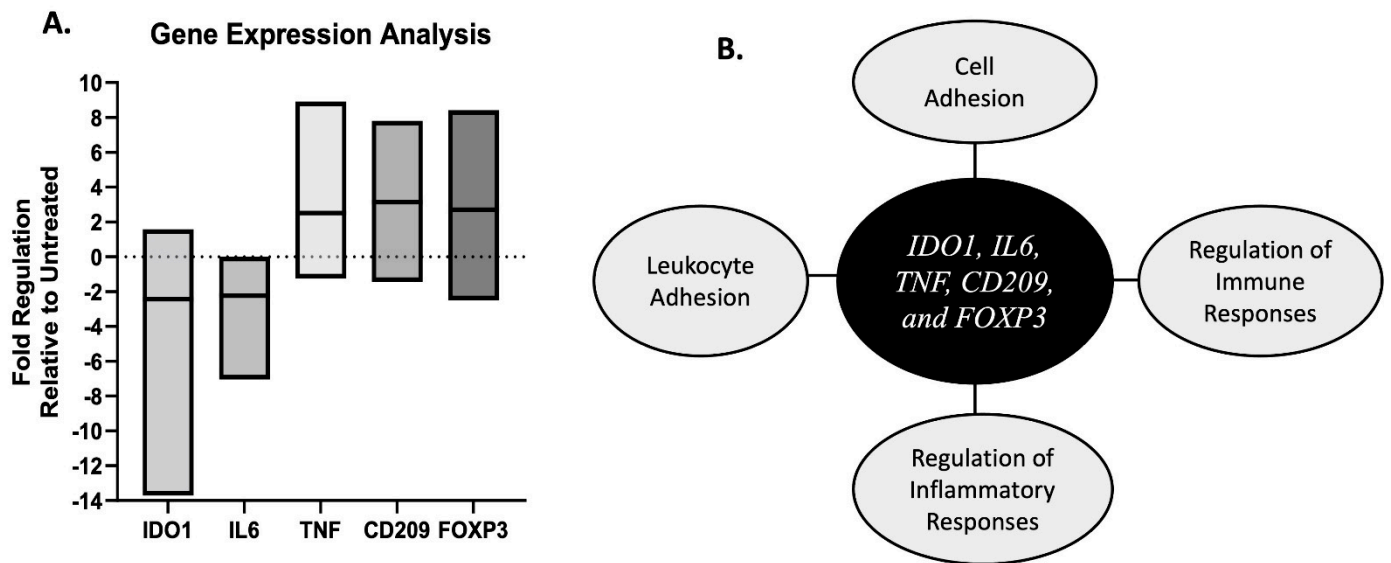 A.
Gene Expression Analysis
Fold Regulation
Relative to Untreated
10
8
6
4
2
0
-2
-4
-6
-8
-10
-12
-14
IDO1 IL6 TNF CD209 FOXP3
B.
Cell
Adhesion
Leukocyte
Adhesion
IDO1, IL6,
TNF, CD209,
and FOXP3
Regulation of
Immune
Responses
Regulation of
Inflammatory
Responses